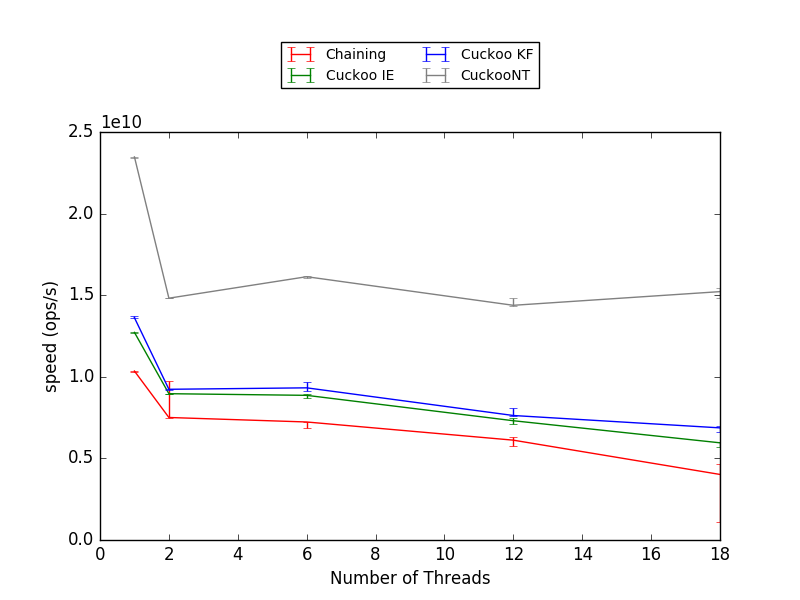 Chaining
Cuckoo KF
Cuckoo IE
CuckooNT
1e10
2.5
2.0
1.5
1.0
0.5
0.0
speed (ops/s)
0 2 4 6 8 10 12 14 16 18
Number of Threads